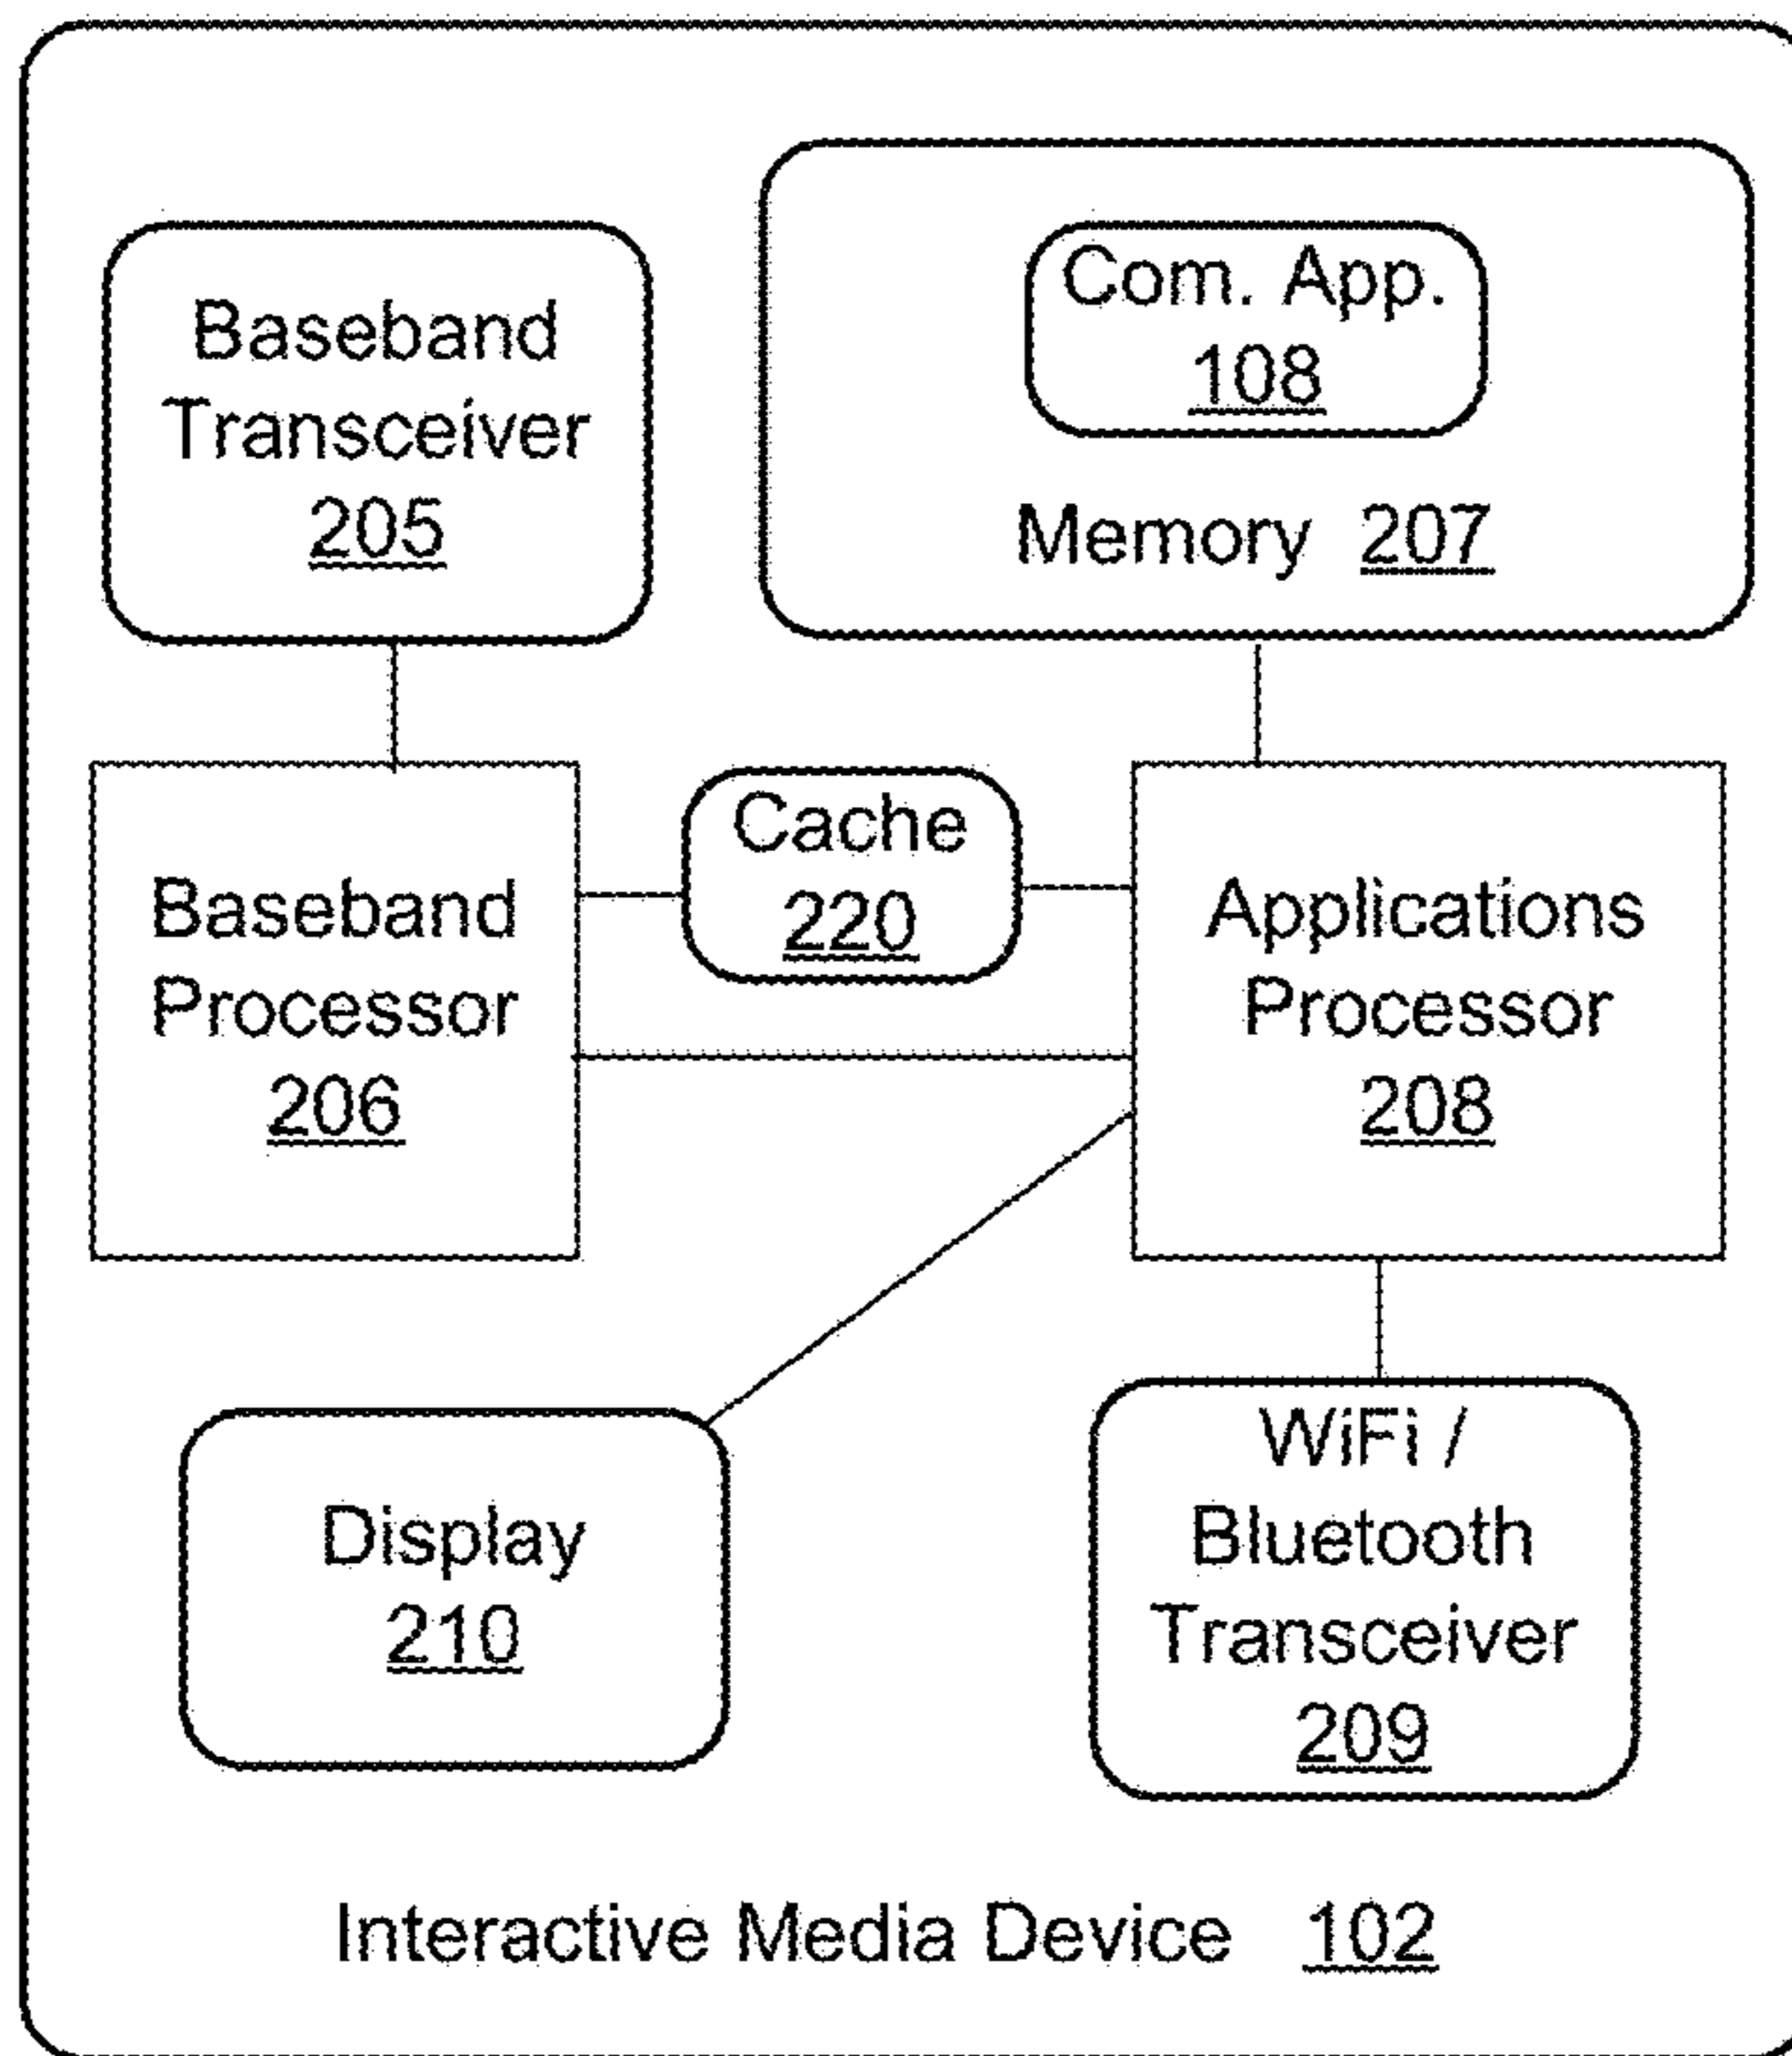 Baseband
Transceiver
205
Com. App.
108
Memory 207
Baseband
Processor
206
Cache
220
Applications
Processor
208
Display
210
WiFi /
Bluetooth
Transceiver
209
Interactive Media Device 102